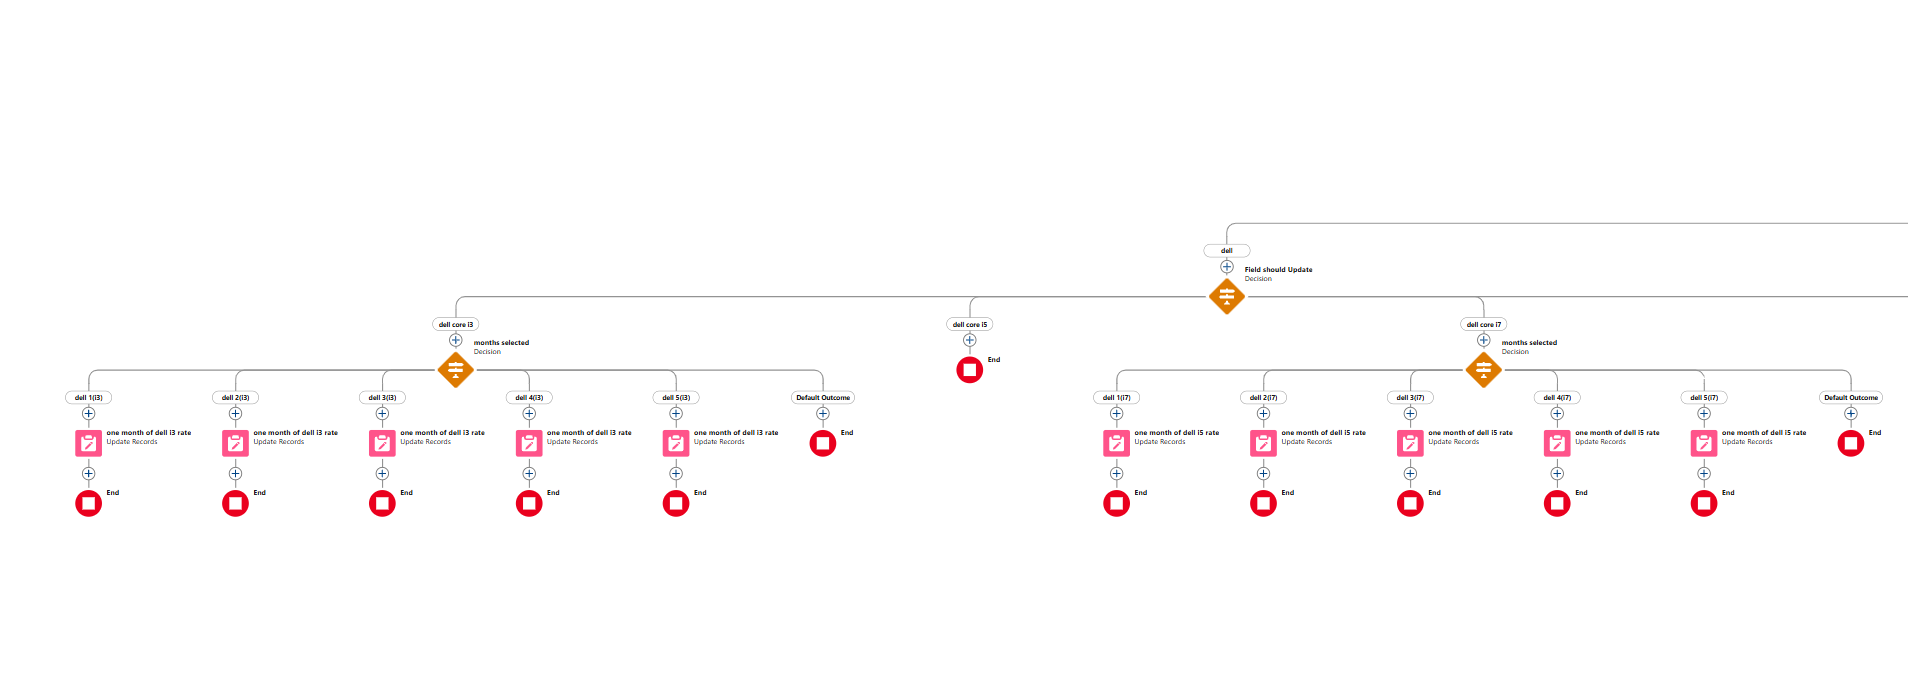 dell
Field should Update
Decision
dell core i3
dell core i5
dell core i7
months selected
Decision
End
months selected
Decision
dell 1(i3)
dell 2(i3)
dell 3(i3)
dell 4(i3)
dell 5(i3)
Default Outcome
dell 1(i7)
dell 2(i7)
dell 3(i7)
dell 4(i7)
dell 5(i7)
Default Outcome
one month of dell i3 rate
Update Records
one month of dell i3 rate
Update Records
one month of dell i3 rate
Update Records
one month of dell i3 rate
Update Records
one month of dell i3 rate
Update Records
End
one month of dell i5 rate
Update Records
one month of dell i5 rate
Update Records
one month of dell i5 rate
Update Records
one month of dell i5 rate
Update Records
one month of dell i5 rate
Update Records
End
End
End
End
End
End
End
End
End
End
End